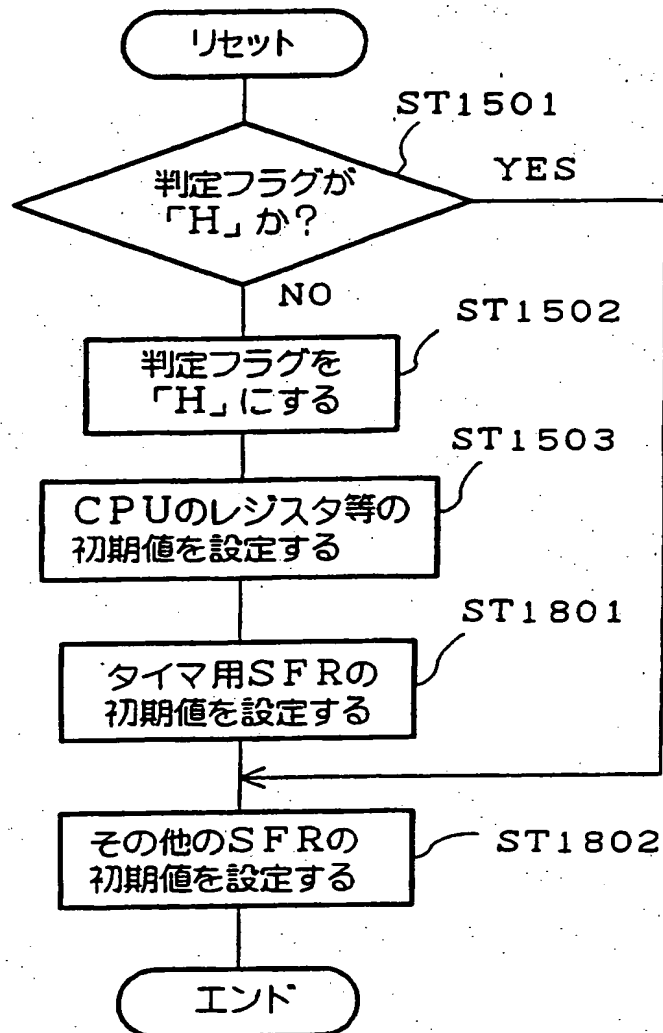 リセット
ST1501
判定フラグが
「H」か?
YES
NO
ST1502
判定フラグを
「H」にする
ST1503
CPUのレジスタ等の
初期値を設定する
ST1801
タイマ用SFRの
初期値を設定する
その他のSFRの
初期値を設定する
ST1802
エンド